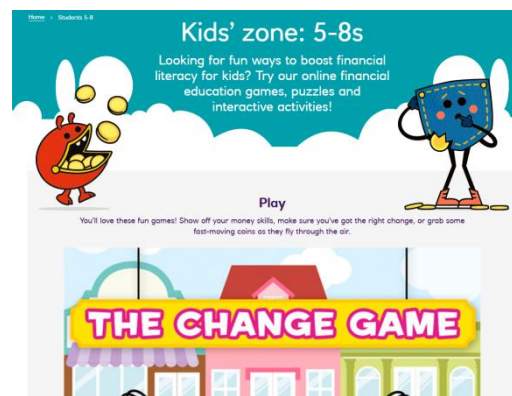 Home › Students 5-8
Kids' zone: 5-8s
Looking for fun ways to boost financial
literacy for kids? Try our online financial
education games, puzzles and
interactive activities!
Play
You'll love these fun games! Show off your money skills, make sure you've got the right change, or grab some
fast-moving coins as they fly through the air.
THE CHANGE GAME